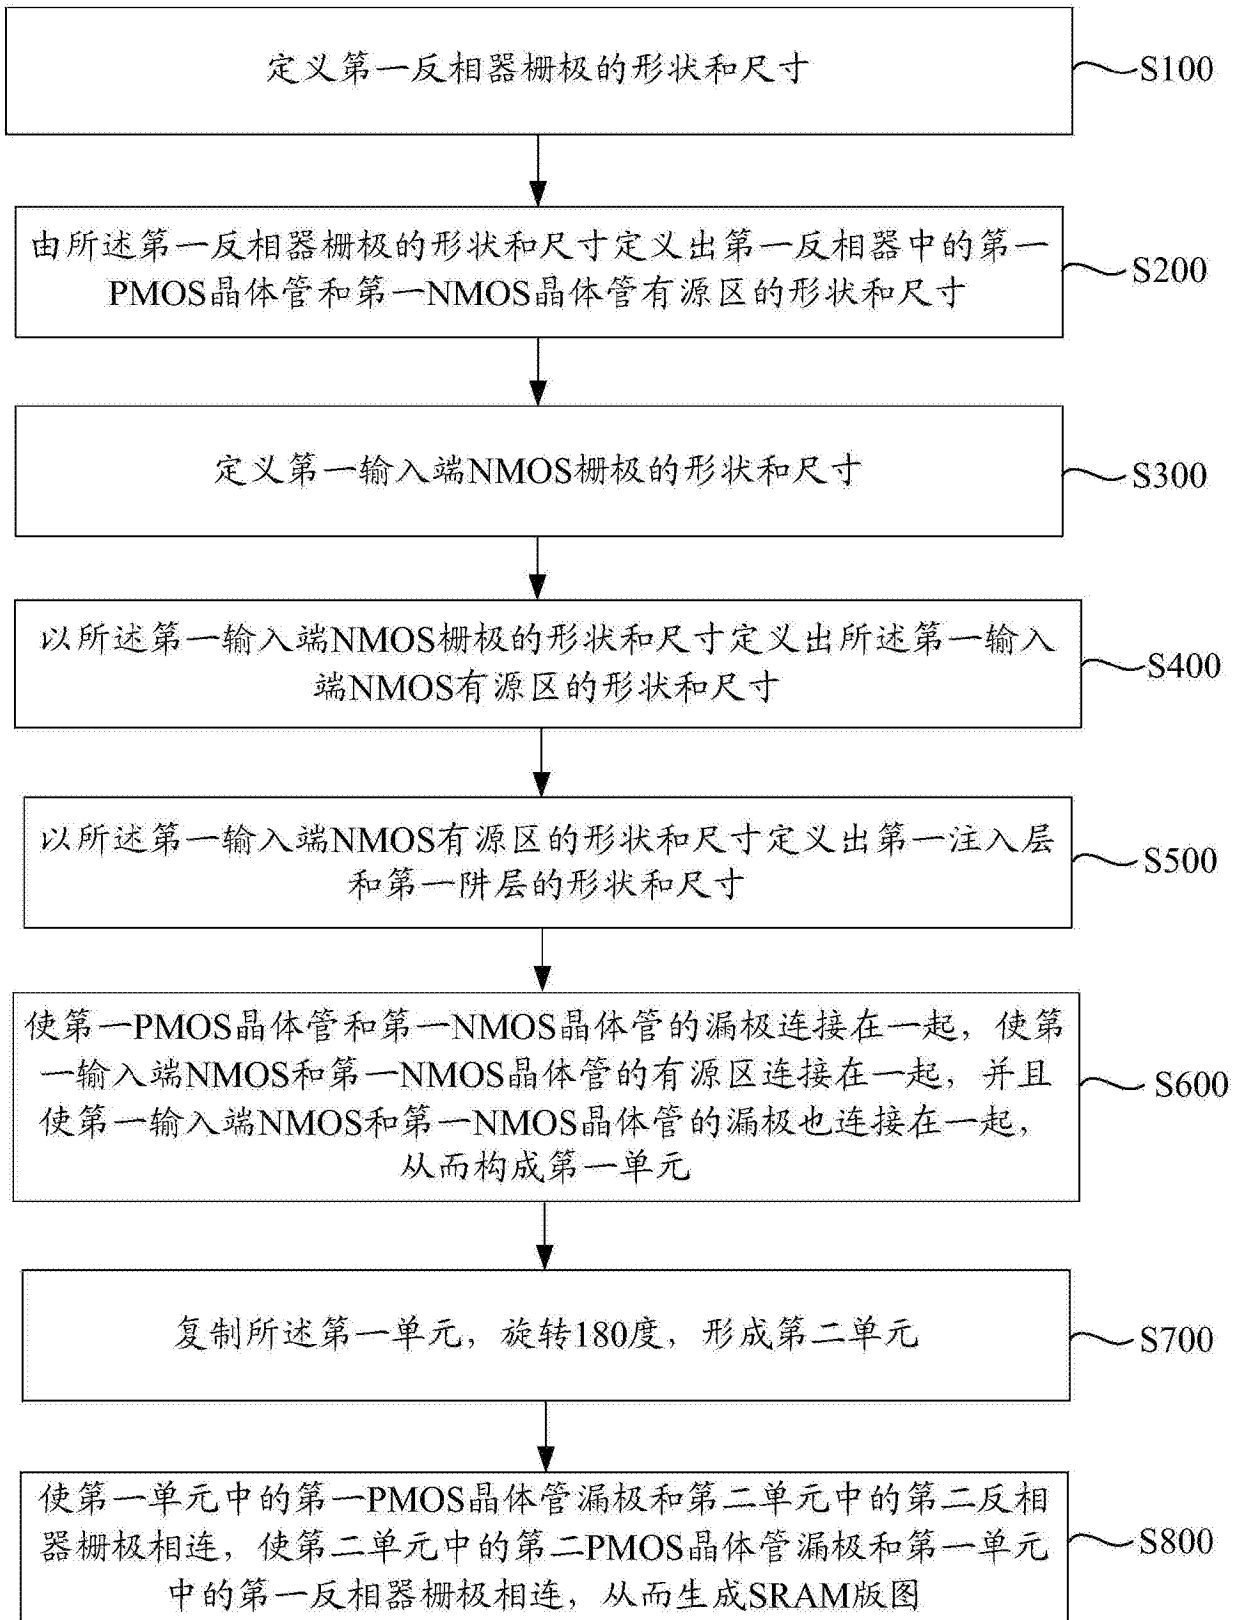 定义第一反相器栅极的形状和尺寸
S100
由所述第一反相器栅极的形状和尺寸定义出第一反相器中的第一
PMOS晶体管和第一NMOS晶体管有源区的形状和尺寸
S200
定义第一输入端NMOS栅极的形状和尺寸
S300
以所述第一输入端NMOS栅极的形状和尺寸定义出所述第一输入
端NMOS有源区的形状和尺寸
S400
以所述第一输入端NMOS有源区的形状和尺寸定义出第一注入层
和第一阱层的形状和尺寸
S500
使第一PMOS晶体管和第一NMOS晶体管的漏极连接在一起，使第
一输入端NMOS和第一NMOS晶体管的有源区连接在一起，并且
使第一输入端NMOS和第一NMOS晶体管的漏极也连接在一起，
从而构成第一单元
S600
复制所述第一单元，旋转180度，形成第二单元
S700
使第一单元中的第一PMOS晶体管漏极和第二单元中的第二反相
器栅极相连，使第二单元中的第二PMOS晶体管漏极和第一单元
中的第一反相器栅极相连，从而生成SRAM版图
S800